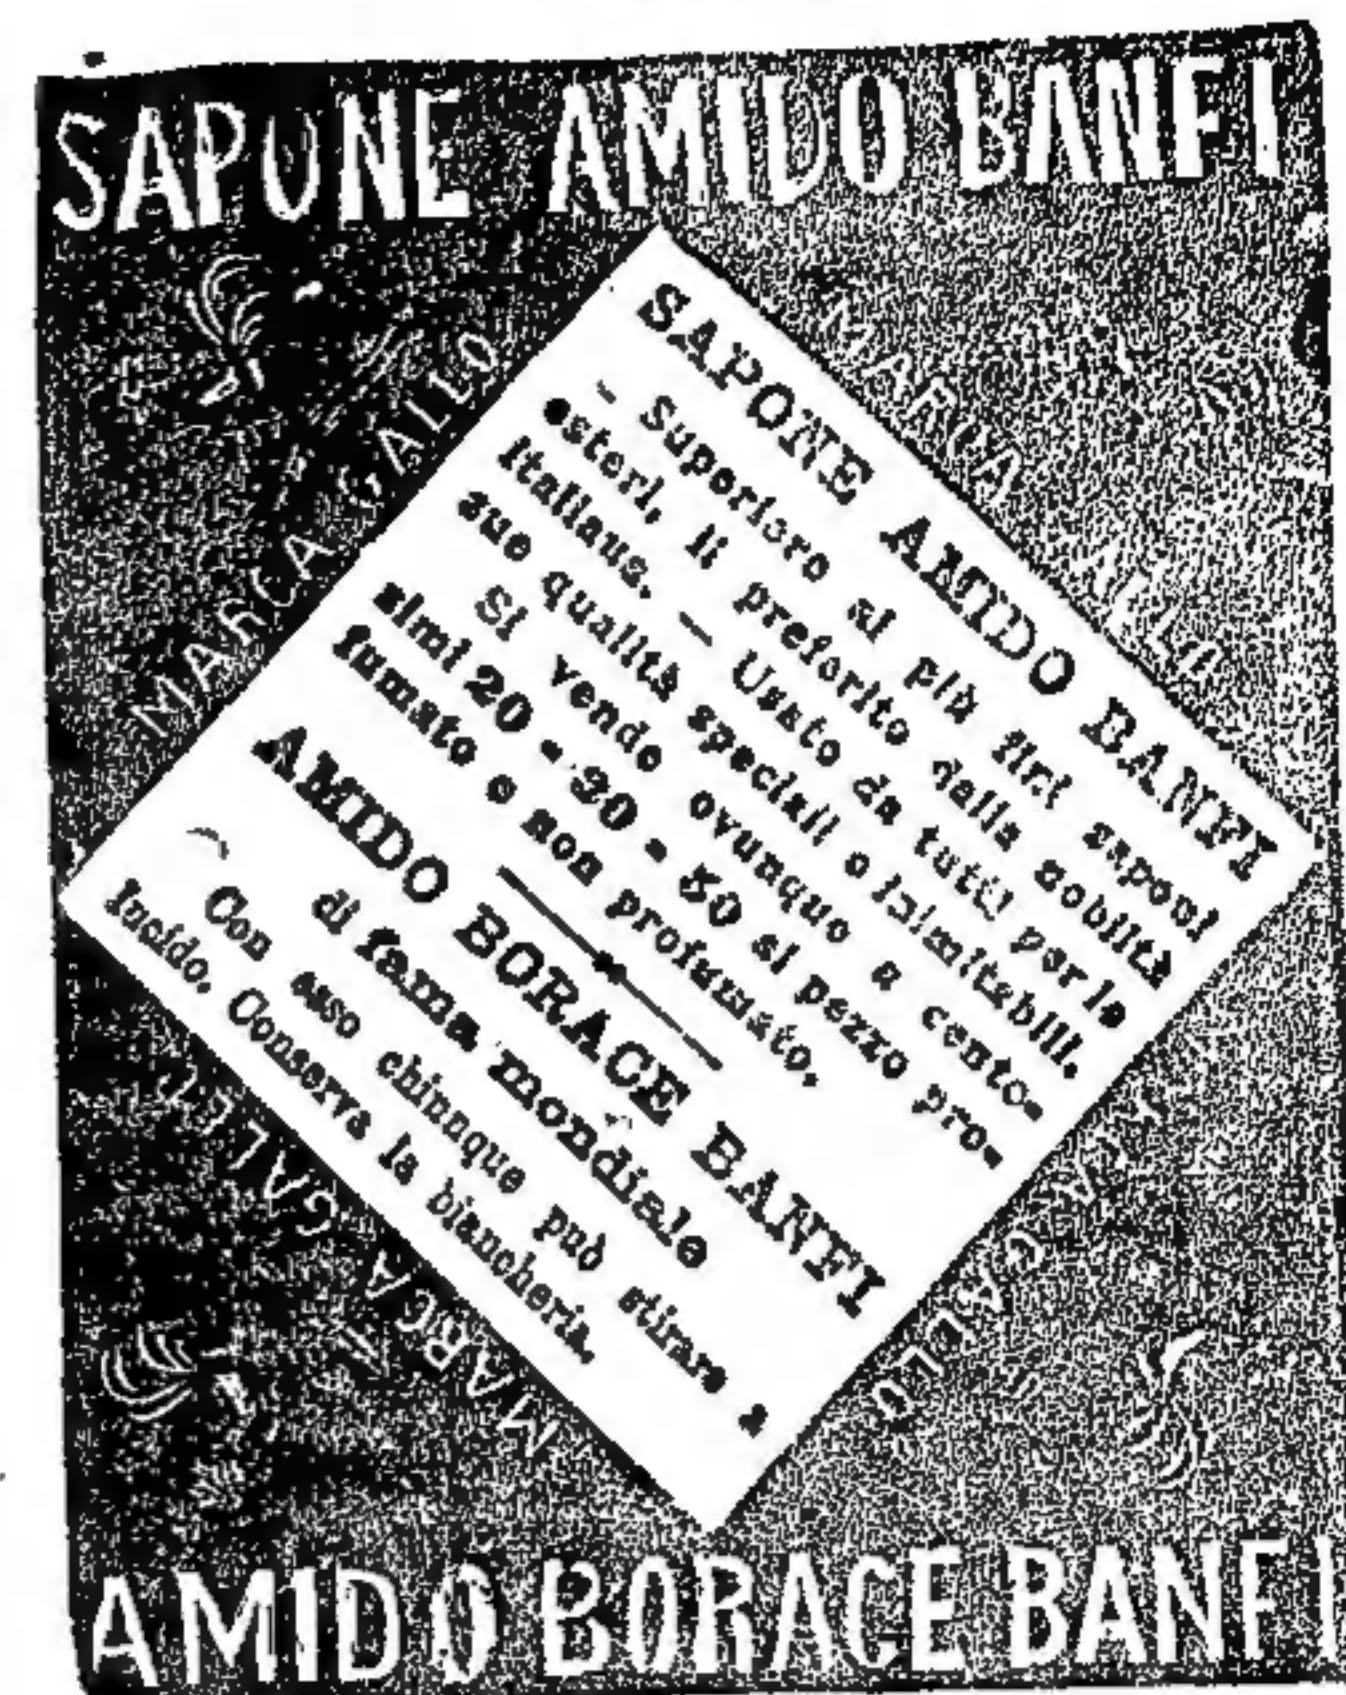 SAPONE AMIDO BANFI
MARCA GALLO
MARCA GALLO
SAPONE AMIDO BANFI
- Superiore ai più fini saponi
esteri, il preferito dalla nobiltà
italiana. — Usato da tutti per le
sue qualità speciali e inimitabili.
Si vende ovunque a cente-
simi 20 - 30 - 50 al pezzo pro-
fumato e non profumato.
AMIDO BORACE BANFI
di fama mondiale
Con esso chiunque può stirare a
lucido. Conserva la biancheria.
MARCA GALLO
MARCA GALLO
AMIDO BORACE BANFI